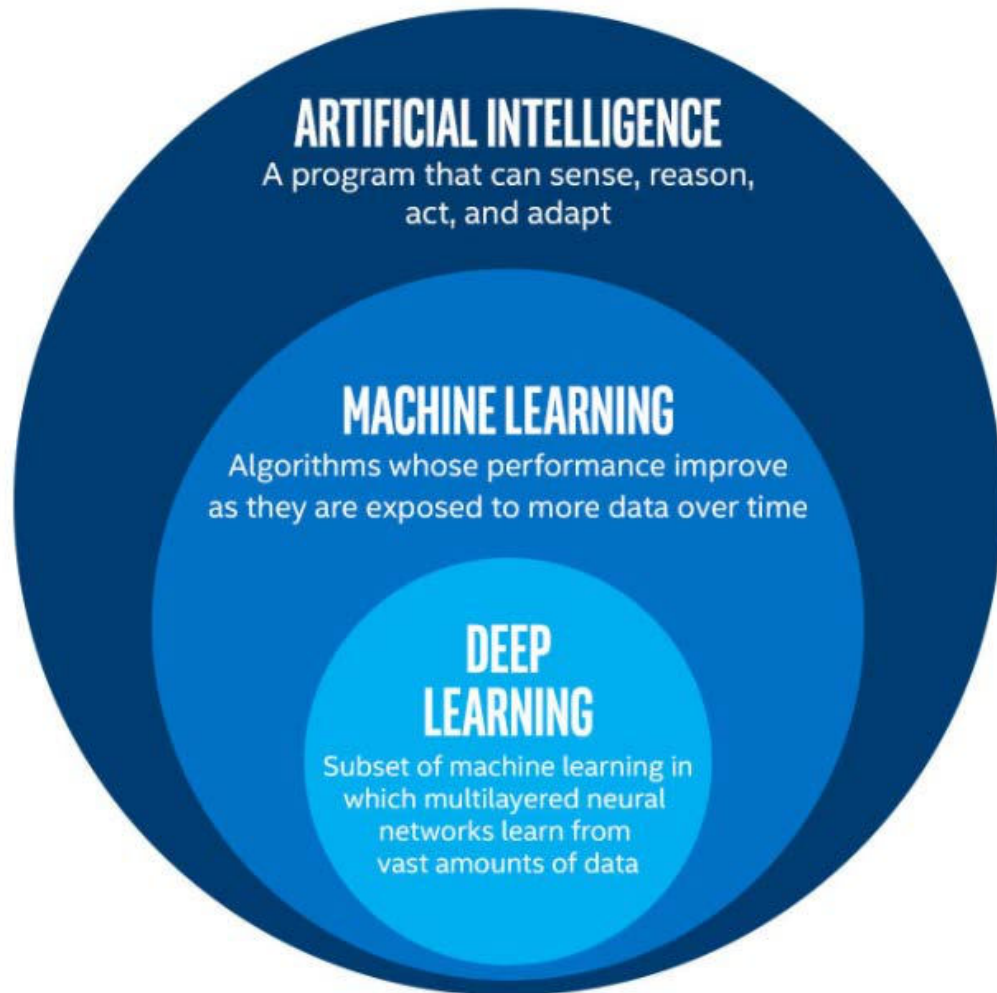 ARTIFICIAL INTELLIGENCE
A program that can sense, reason,
act, and adapt
MACHINE LEARNING
Algorithms whose performance improve
as they are exposed to more data over time
DEEP
LEARNING
Subset of machine learning in
which multilayered neural
networks learn from
vast amounts of data